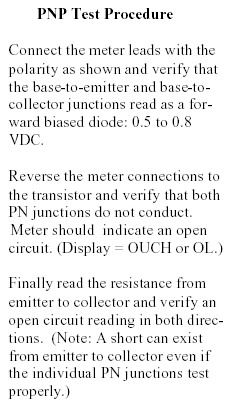 PNP Test Procedure
Connect the meter leads with the
polarity as shown and verify that
the base-to-emitter and base-to-
collector junctions read as a for-
ward biased diode: 0.5 to 0.8
VDC.
Reverse the meter connections to
the transistor and verify that both
PN junctions do not conduct.
Meter should  indicate an open
circuit. (Display = OUCH or OL.)
Finally read the resistance from
emitter to collector and verify an
open circuit reading in both direc-
tions.  (Note: A short can exist
from emitter to collector even if
the individual PN junctions test
properly.)